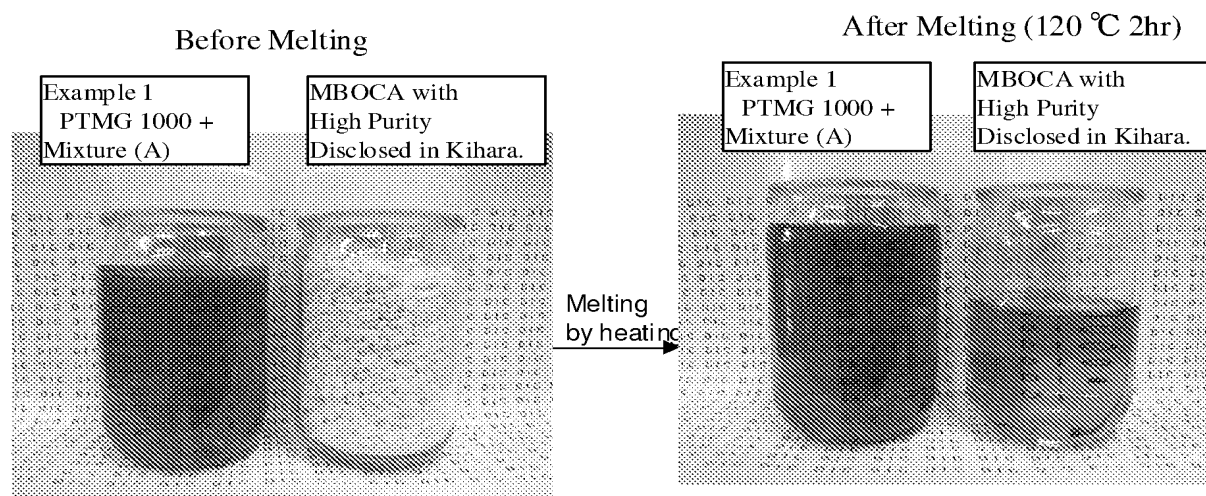 Before Melting
Example 1
PTMG 1000 +
Mixture (A)
MBOCA with
High Purity
Disclosed in Kihara.
Melting
by heating
After Melting (120 ℃ 2hr)
Example 1
PTMG 1000 +
Mixture (A)
MBOCA with
High Purity
Disclosed in Kihara.